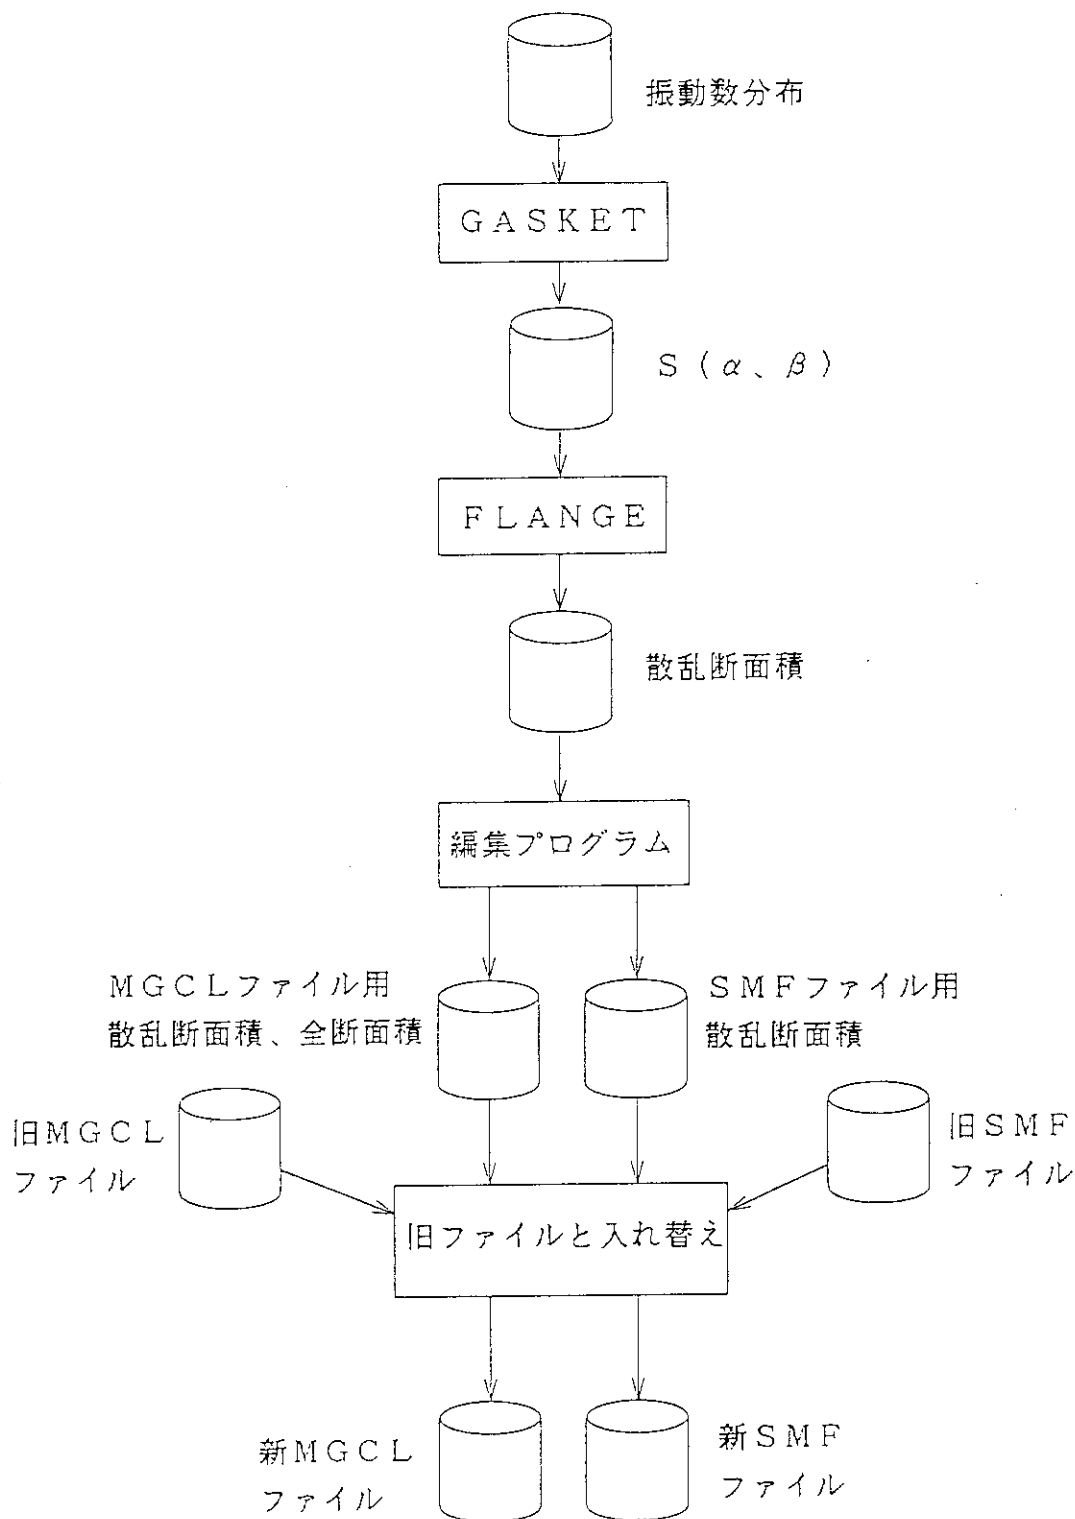 振動数分布
ＧＡＳＫＥＴ
Ｓ（α、β）
ＦＬＡＮＧＥ
散乱断面積
編集プログラム
ＭＧＣＬファイル用
散乱断面積、全断面積
ＳＭＦファイル用
散乱断面積
旧ＭＧＣＬ
ファイル
旧ＳＭＦ
ファイル
旧ファイルと入れ替え
新ＭＧＣＬ
ファイル
新ＳＭＦ
ファイル